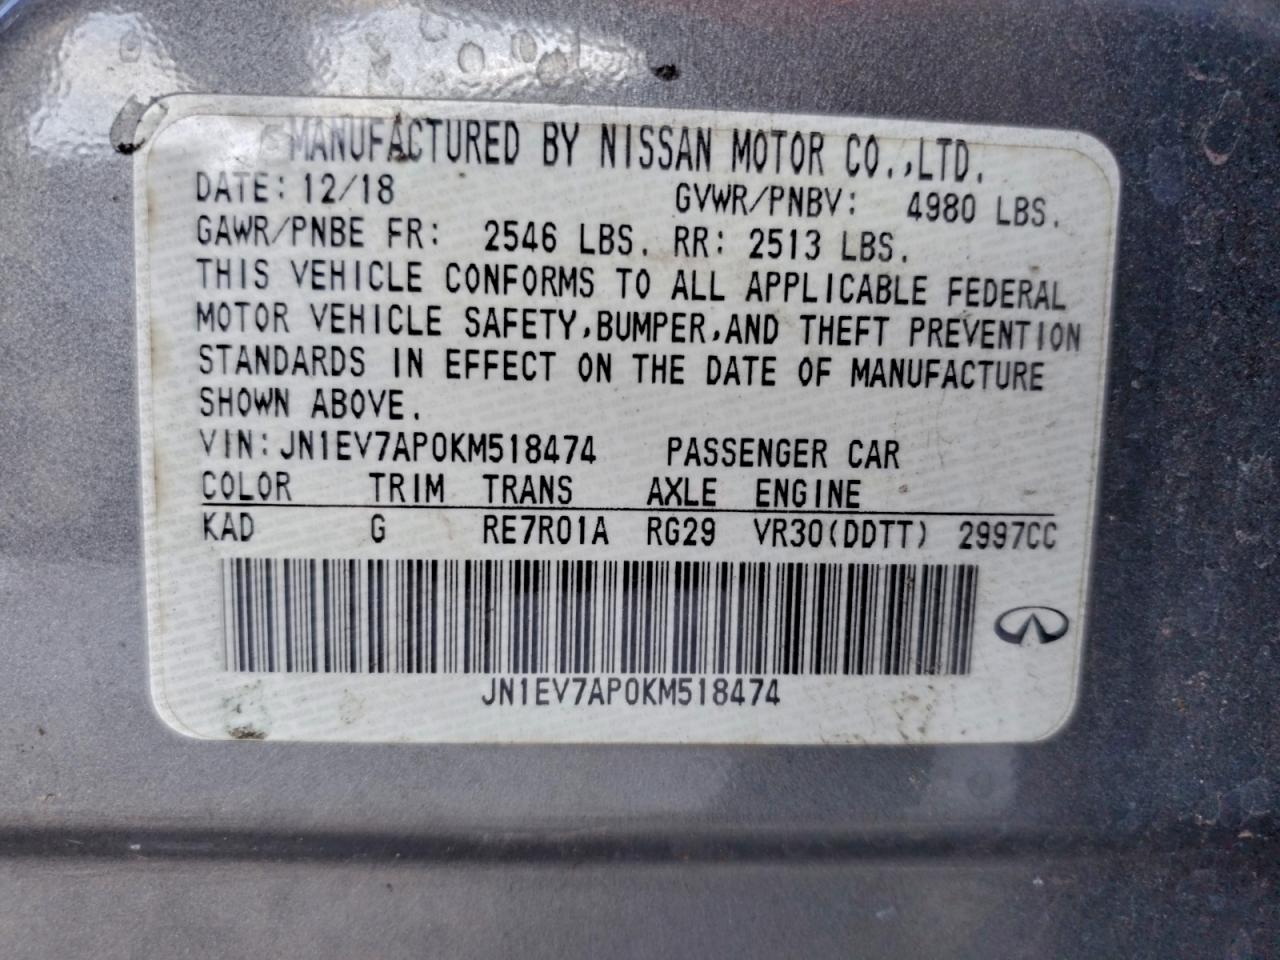 MANUFACTURED BY NISSAN MOTOR CO.,LTD.
DATE: 12/18 GVWR/PNBV: 4980 LBS.
GAWR/PNBE FR: 2546 LBS. RR: 2513 LBS.
THIS VEHICLE CONFORMS TO ALL APPLICABLE FEDERAL
MOTOR VEHICLE SAFETY,BUMPER,AND THEFT PREVENTION
STANDARDS IN EFFECT ON THE DATE OF MANUFACTURE
SHOWN ABOVE.
VIN:JN1EV7AP0KM518474 PASSENGER CAR
COLOR TRIM TRANS AXLE ENGINE
KAD G RE7R01A RG29 VR30(DDTT) 2997CC
JN1EV7AP0KM518474